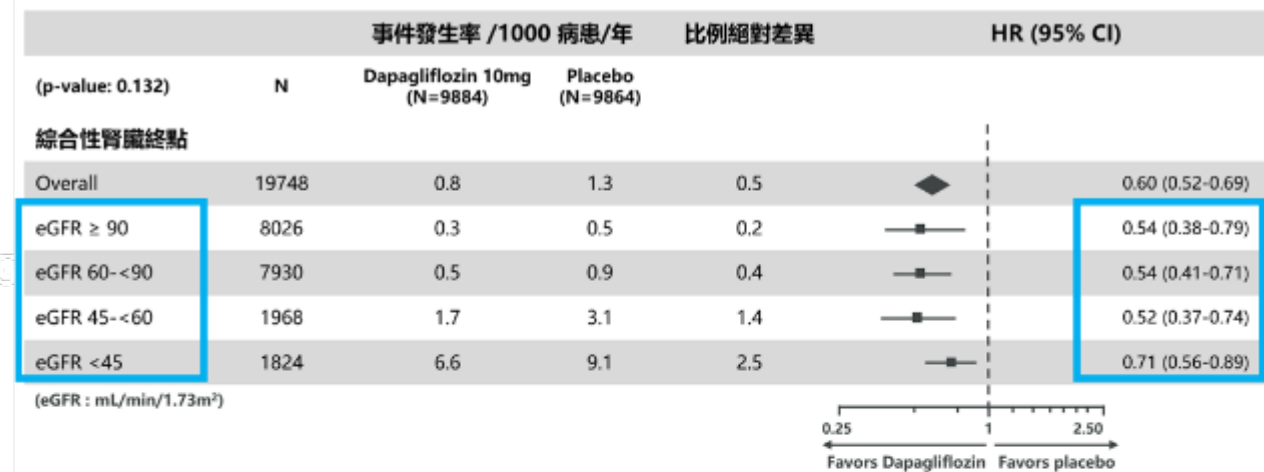 事件發生率 /1000 病患/年 比例絕對差異 HR (95% CI)
(p-value: 0.132) N Dapagliflozin 10mg (N=9884) Placebo (N=9864)
綜合性腎臟終點
Overall 19748 0.8 1.3 0.5 0.60 (0.52-0.69)
eGFR ≥ 90 8026 0.3 0.5 0.2 0.54 (0.38-0.79)
eGFR 60-<90 7930 0.5 0.9 0.4 0.54 (0.41-0.71)
eGFR 45-<60 1968 1.7 3.1 1.4 0.52 (0.37-0.74)
eGFR <45 1824 6.6 9.1 2.5 0.71 (0.56-0.89)
(eGFR : mL/min/1.73m²)
0.25 1 2.50
Favors Dapagliflozin Favors placebo